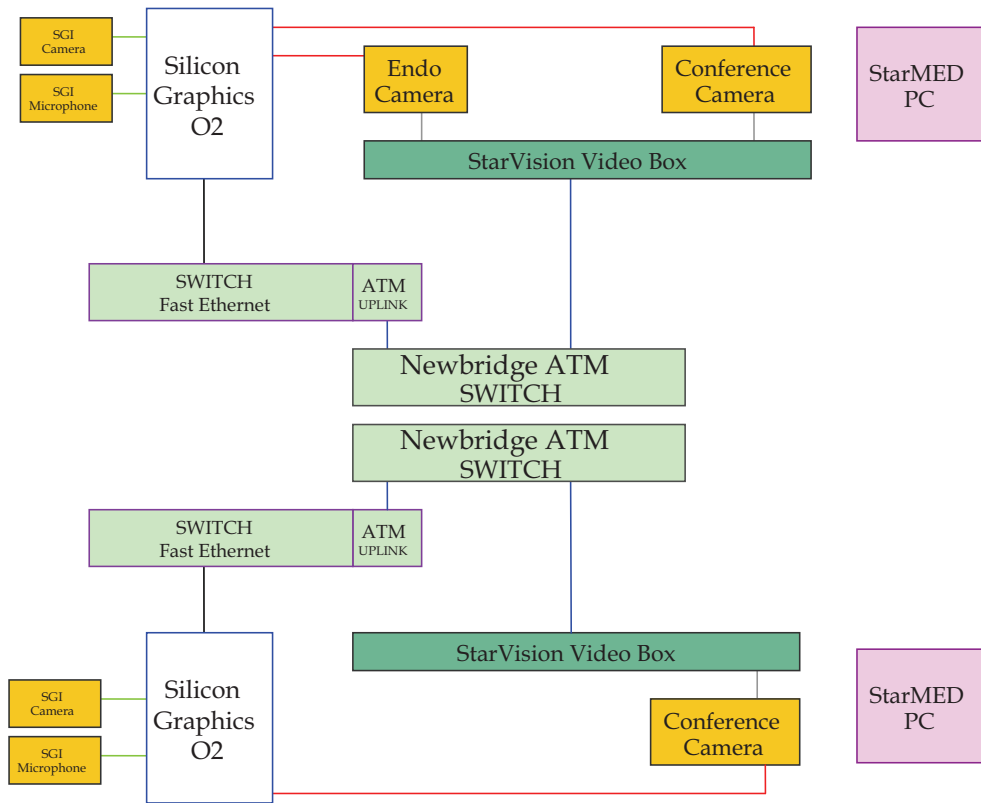 SGI
Camera
SGI
Microphone
Silicon
Graphics
O2
Endo
Camera
Conference
Camera
StarMED
PC
StarVision Video Box
SWITCH
Fast Ethernet
ATM
UPLINK
Newbridge ATM
SWITCH
Newbridge ATM
SWITCH
SWITCH
Fast Ethernet
ATM
UPLINK
StarVision Video Box
SGI
Camera
SGI
Microphone
Silicon
Graphics
O2
Conference
Camera
StarMED
PC